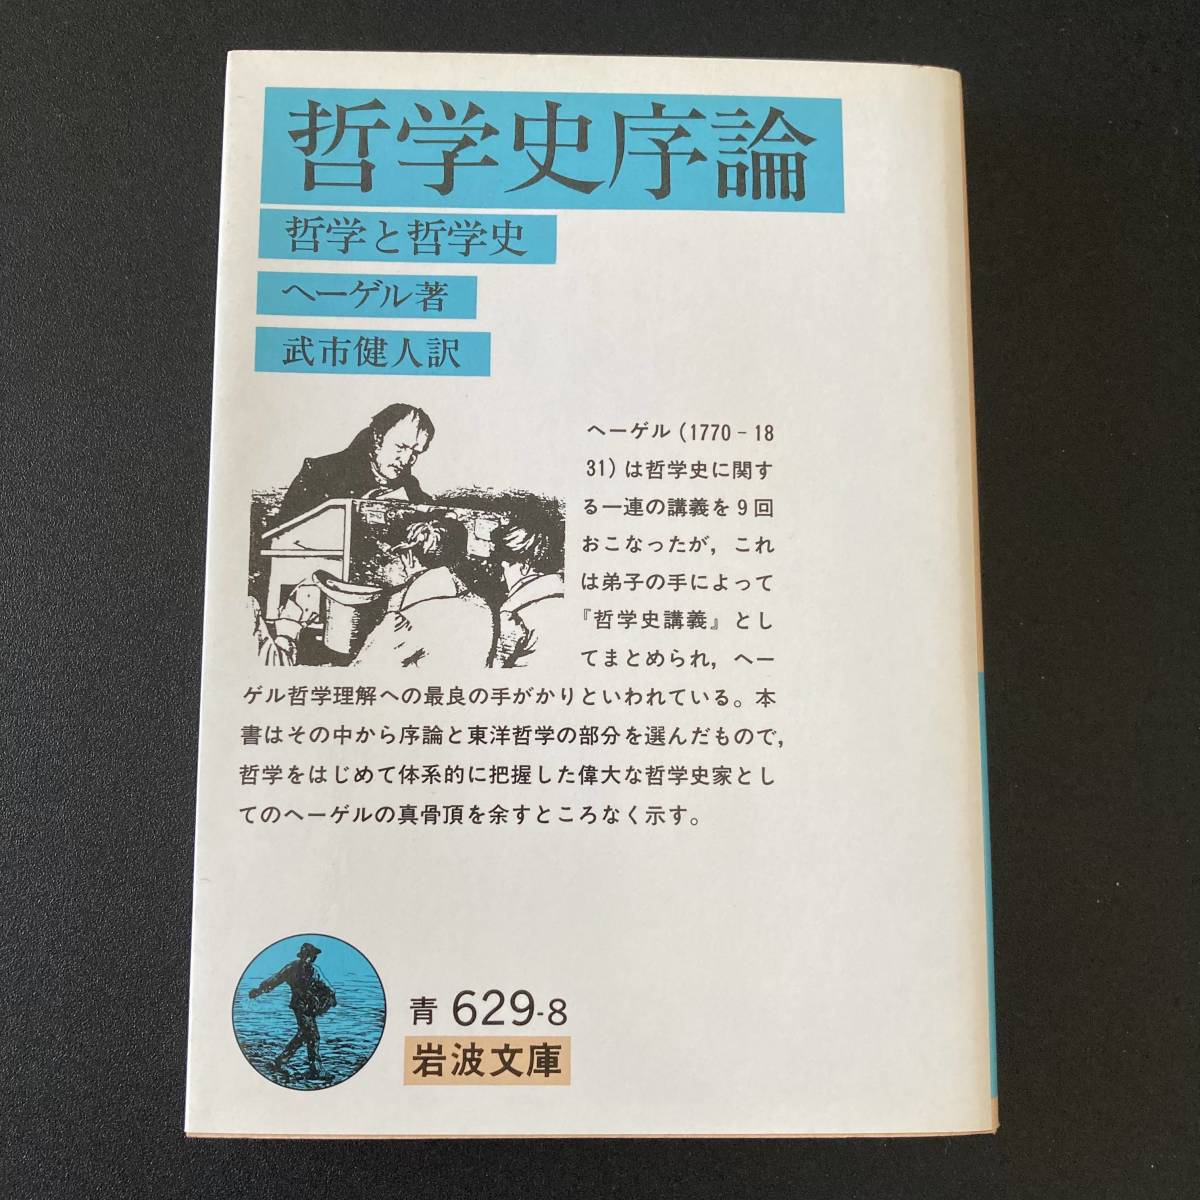 哲学史序論
哲学と哲学史
ヘーゲル著
武市健人訳
ヘーゲル(1770-18
31)は哲学史に関す
る一連の講義を9回
おこなったが，これ
は弟子の手によって
『哲学史講義』とし
てまとめられ，ヘー
ゲル哲学理解への最良の手がかりといわれている。本
書はその中から序論と東洋哲学の部分を選んだもので，
哲学をはじめて体系的に把握した偉大な哲学史家とし
てのヘーゲルの真骨頂を余すところなく示す。
青 629-8
岩波文庫